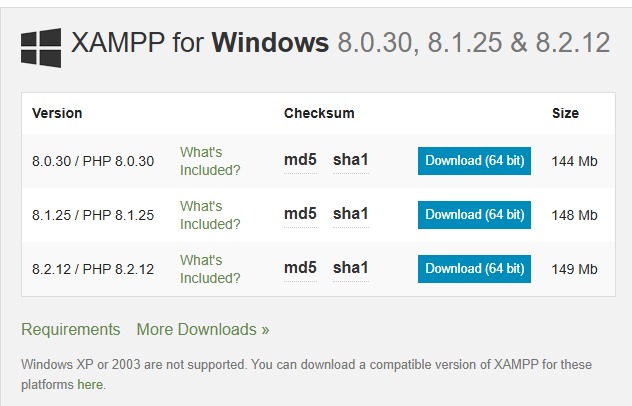 XAMPP for Windows 8.0.30, 8.1.25 & 8.2.12
Version Checksum Size
8.0.30 / PHP 8.0.30 What's Included? md5 sha1 Download (64 bit) 144 Mb
8.1.25 / PHP 8.1.25 What's Included? md5 sha1 Download (64 bit) 148 Mb
8.2.12 / PHP 8.2.12 What's Included? md5 sha1 Download (64 bit) 149 Mb
Requirements More Downloads »
Windows XP or 2003 are not supported. You can download a compatible version of XAMPP for these
platforms here.